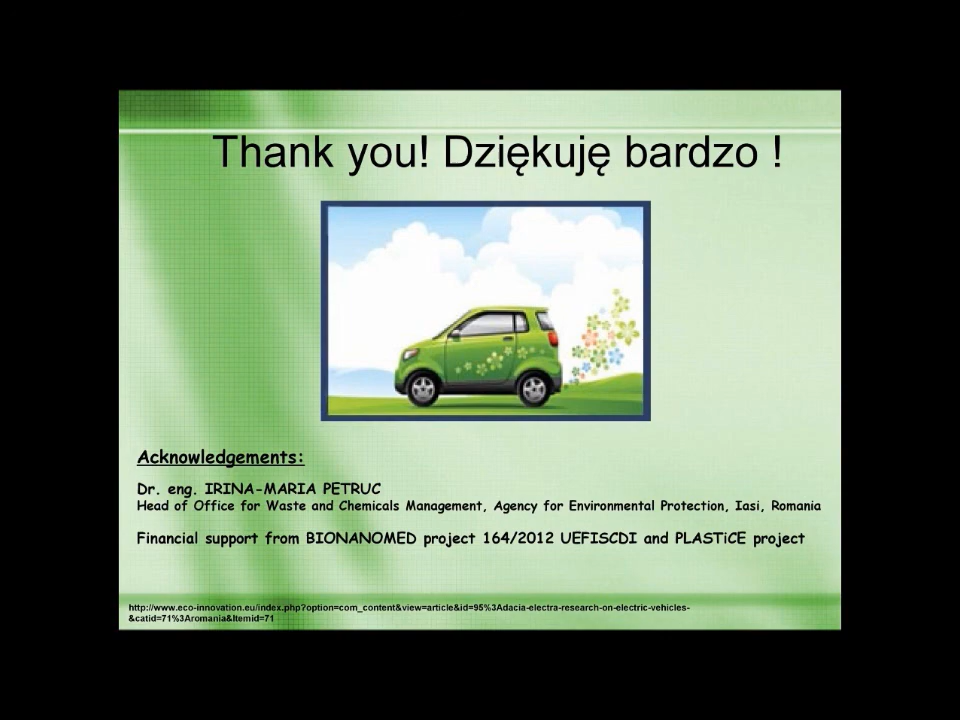 Thank you! Dziękuję bardzo !
Acknowledgements:
Dr. eng. IRINA-MARIA PETRUC
Head of Office for Waste and Chemicals Management, Agency for Environmental Protection, Iasi, Romania
Financial support from BIONANOMED project 164/2012 UEFISCDI and PLASTiCE project
http://www.eco-innovation.eu/index.php?option=com_content&view=article&id=95%3Adacia-electra-research-on-electric-vehicles-
&catid=71%3Aromania&Itemid=71